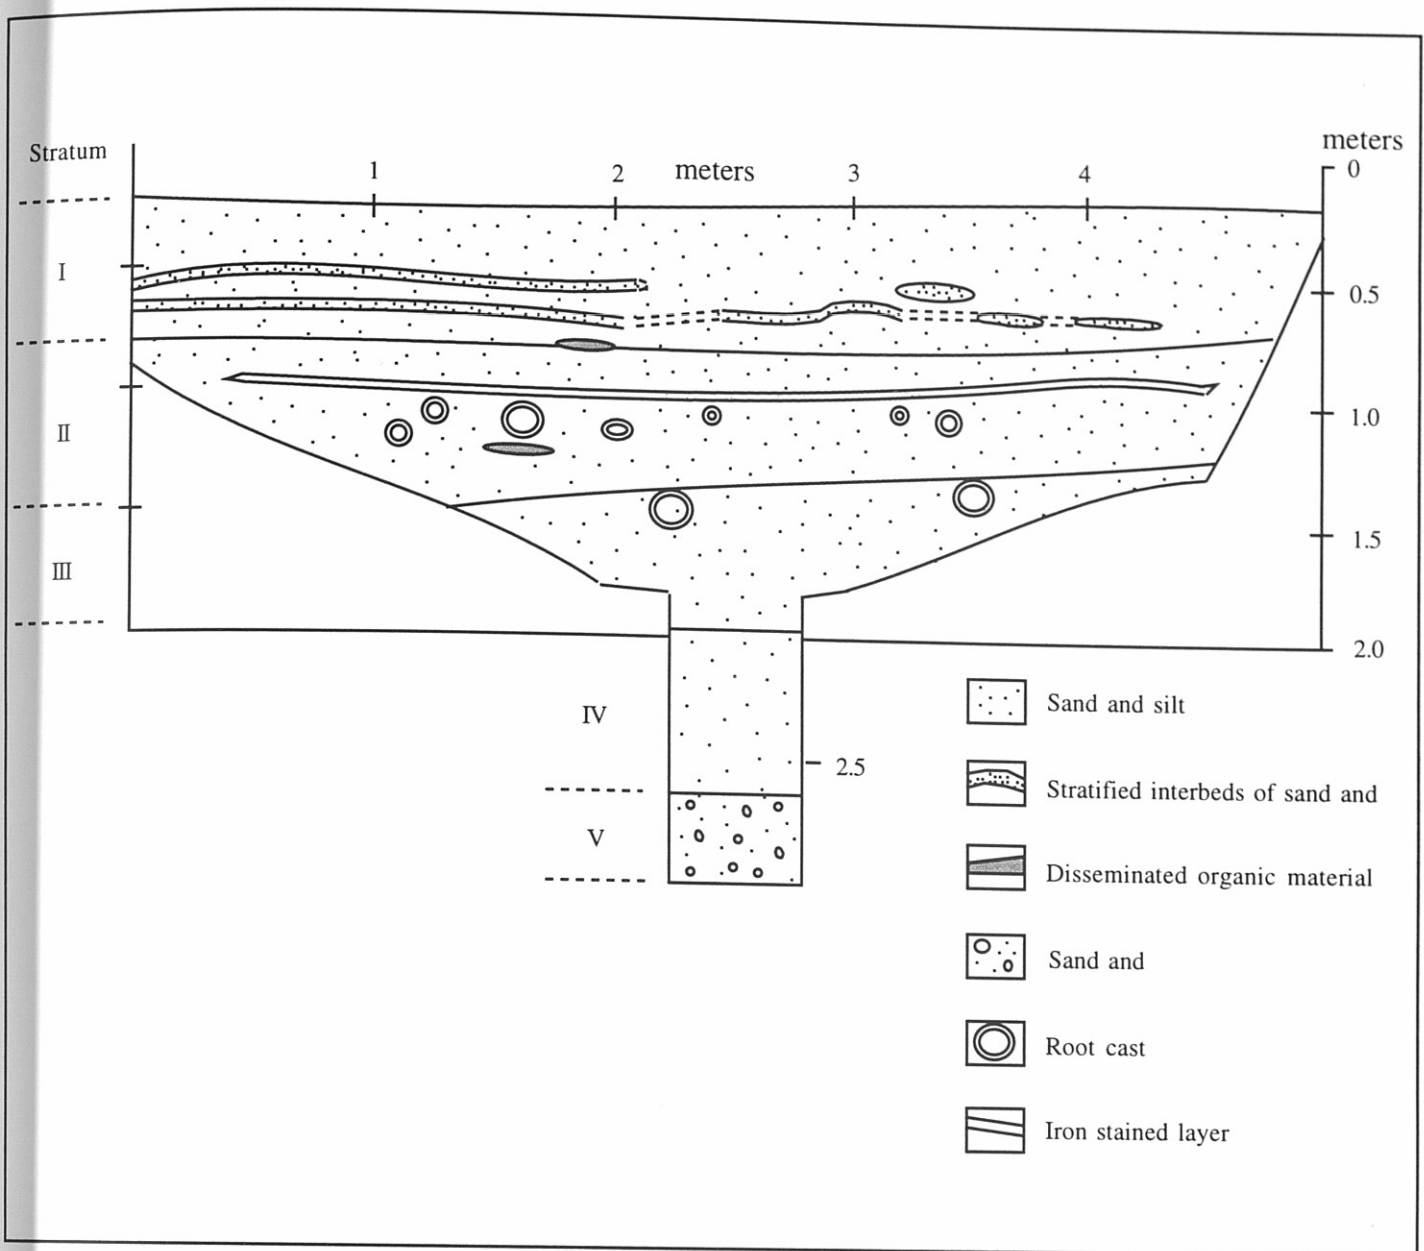 Stratum
meters
1
2
meters
3
4
0
I
0.5
II
1.0
1.5
III
2.0
IV
2.5
V
Sand and silt
Stratified interbeds of sand and
Disseminated organic material
Sand and
Root cast
Iron stained layer